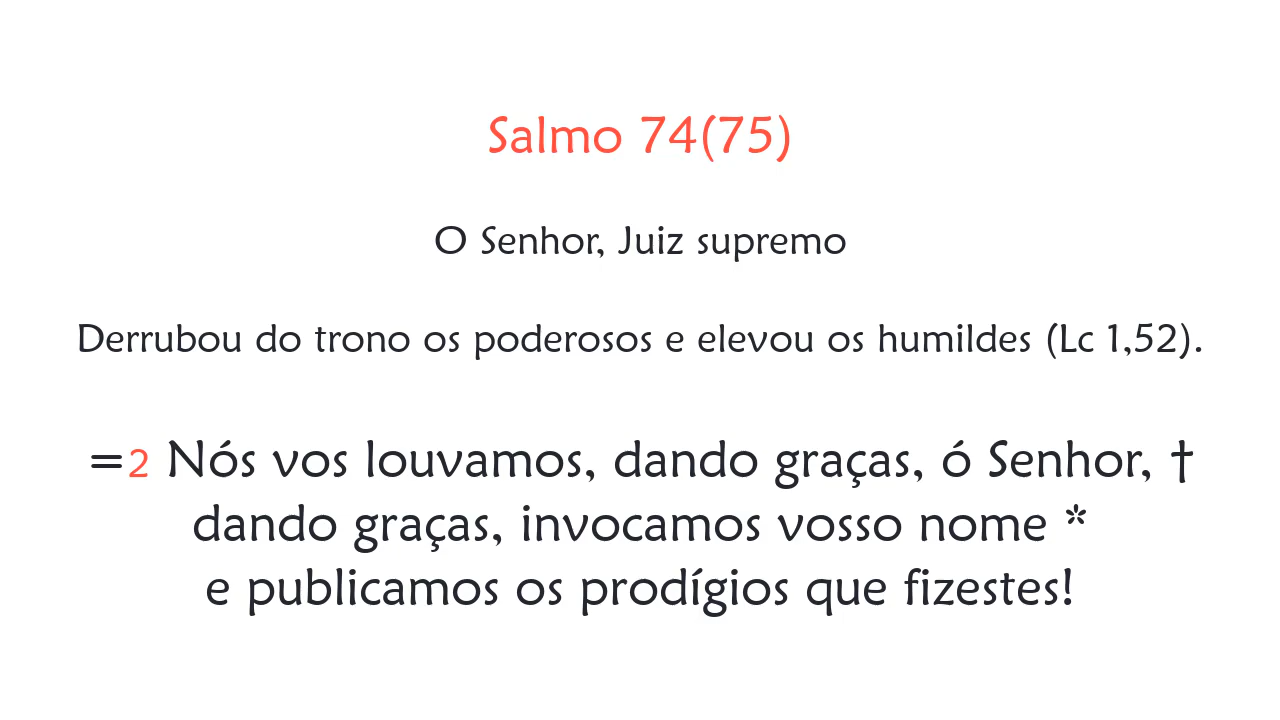 Salmo 74(75)
O Senhor, Juiz supremo
Derrubou do trono os poderosos e elevou os humildes (Lc 1,52).
=2 Nós vos louvamos, dando graças, ó Senhor, †
dando graças, invocamos vosso nome *
e publicamos os prodígios que fizestes!